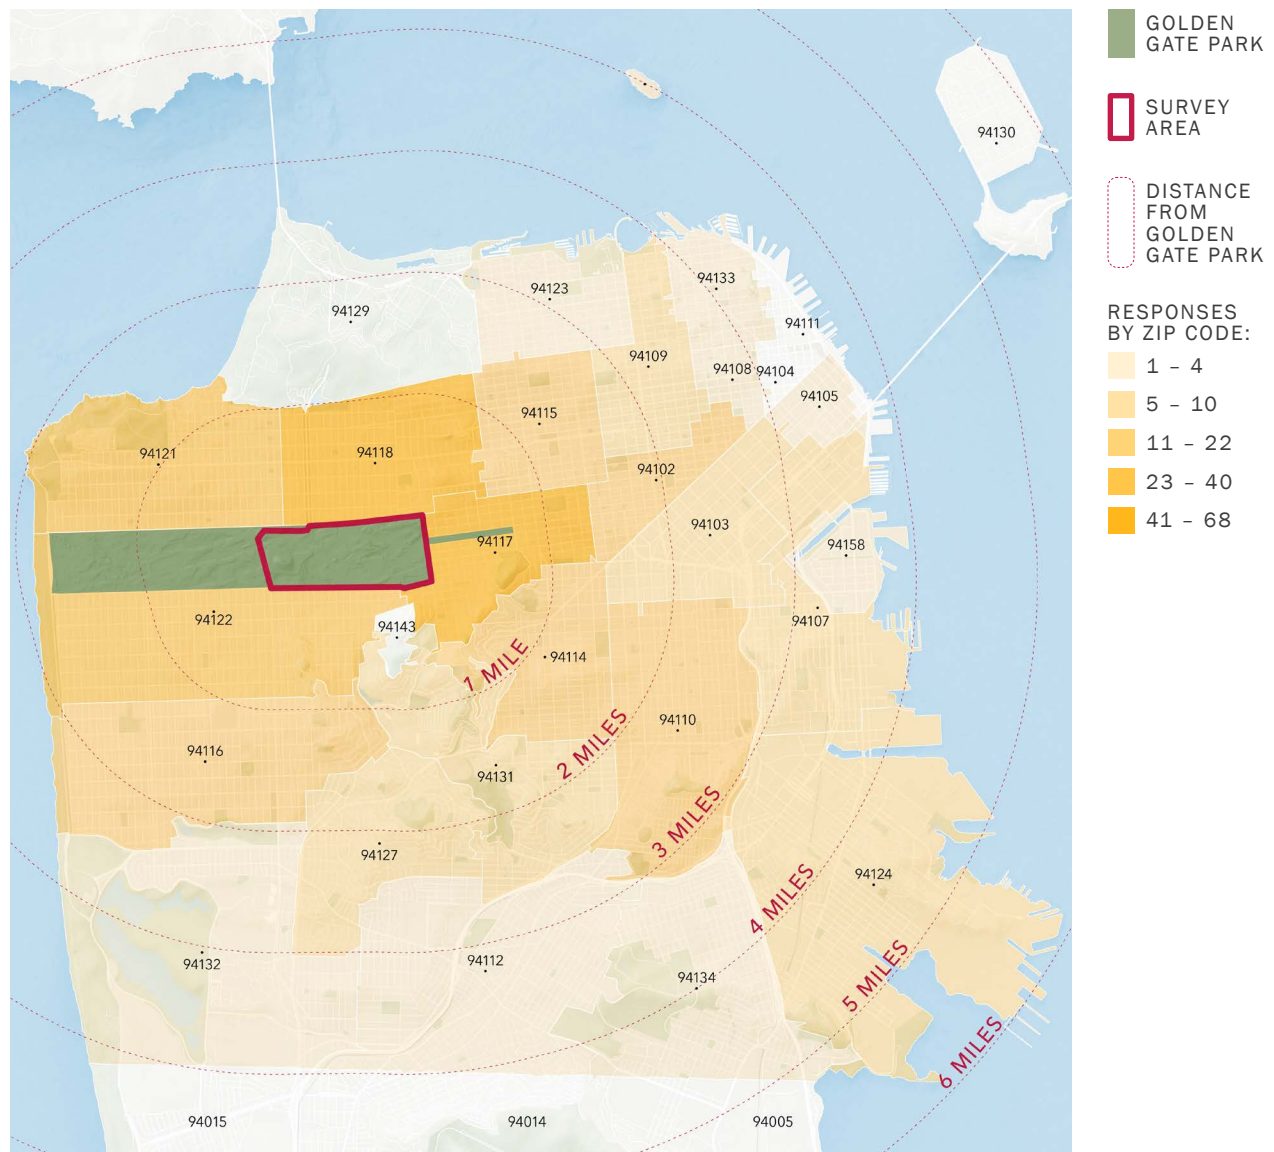 GOLDEN
GATE PARK
SURVEY
AREA
DISTANCE
FROM
GOLDEN
GATE PARK
RESPONSES
BY ZIP CODE:
1 – 4
5 – 10
11 – 22
23 – 40
41 – 68
94130
94133
94123
94129
94111
94109
94108
94104
94105
94115
94121
94118
94102
94103
94117
94158
94122
94143
94107
94114
1 MILE
94110
2 MILES
94116
94131
3 MILES
94127
94124
4 MILES
94132
94112
94134
5 MILES
6 MILES
94015
94014
94005